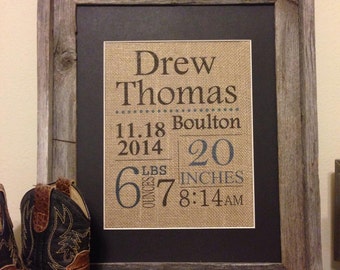 Drew
Thomas
11.18
2014
Boulton
6 LBS
7 OUNCES
20
INCHES
8:14AM